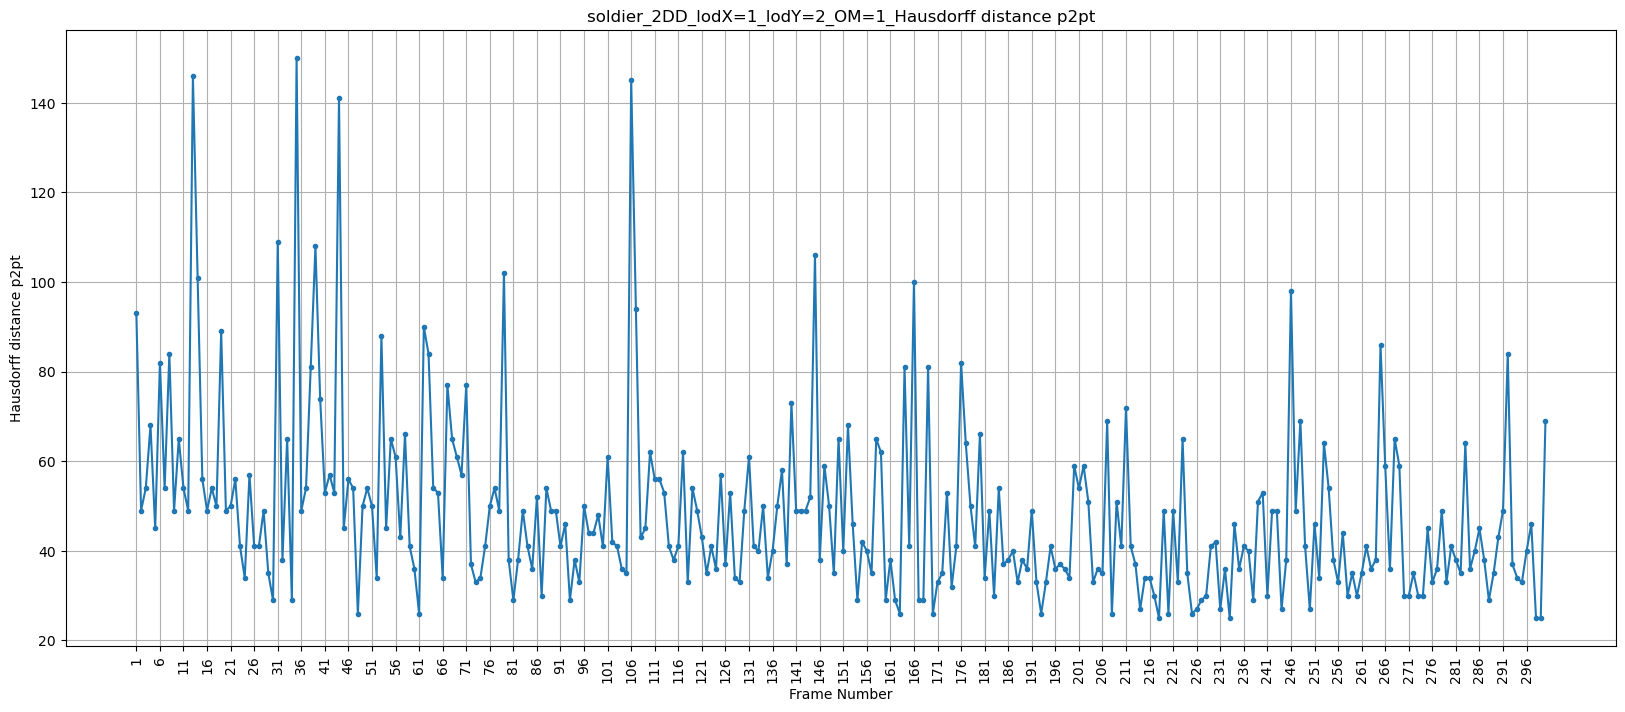 soldier_2DD_lodX=1_lodY=2_OM=1_Hausdorff distance p2pt
Hausdorff distance p2pt
140
120
100
80
60
40
20
1 6 11 16 21 26 31 36 41 46 51 56 61 66 71 76 81 86 91 96 101 106 111 116 121 126 131 136 141 146 151 156 161 166 171 176 181 186 191 196 201 206 211 216 221 226 231 236 241 246 251 256 261 266 271 276 281 286 291 296
Frame Number